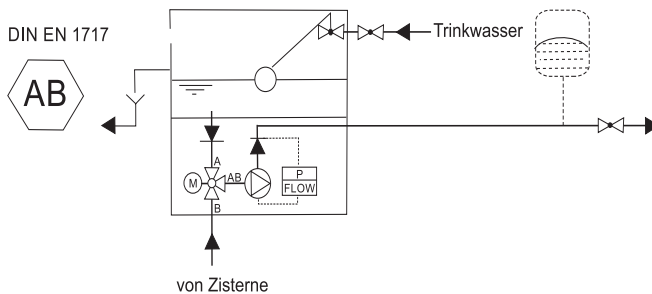 DIN EN 1717
AB
Trinkwasser
A
M
AB
B
P
FLOW
von Zisterne